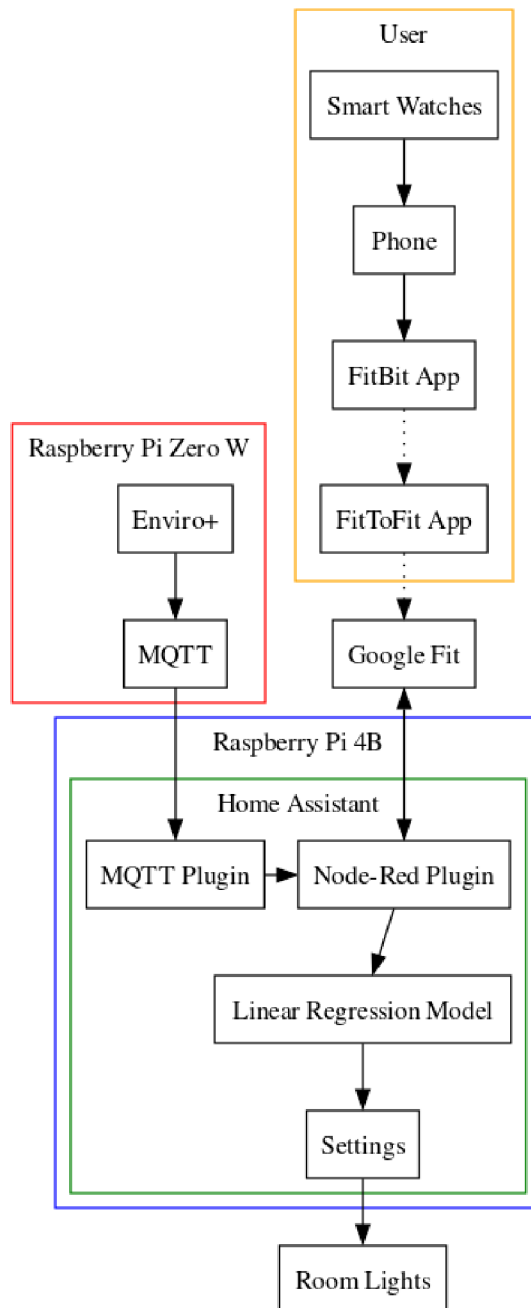 User
Smart Watches
Phone
FitBit App
Raspberry Pi Zero W
Enviro+
FitToFit App
MQTT
Google Fit
Raspberry Pi 4B
Home Assistant
MQTT Plugin
Node-Red Plugin
Linear Regression Model
Settings
Room Lights